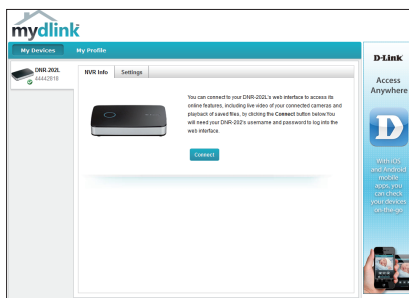 mydlink
My Devices
My Profile
DNR-202L
44442818
NVR Info
Settings
You can connect to your DNR-202L's web interface to access its
online features, including live video of your connected cameras and
playback of saved files, by clicking the Connect button below.You
will need your DNR-202's username and password to log into the
web interface.
Connect
D-Link
Access
Anywhere
With iOS
and Android
mobile
apps, you
can check
your devices
on-the-go